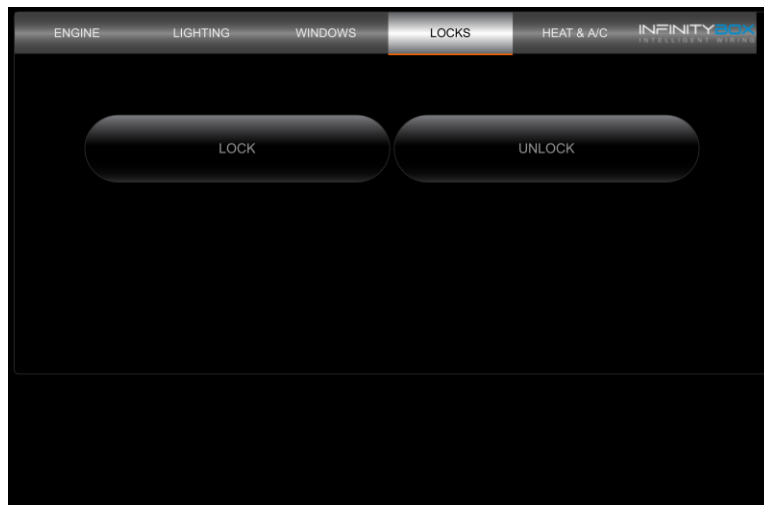 ENGINE LIGHTING WINDOWS LOCKS HEAT & A/C INFINITYBOX
INTELLIGENT WIRING
LOCK UNLOCK